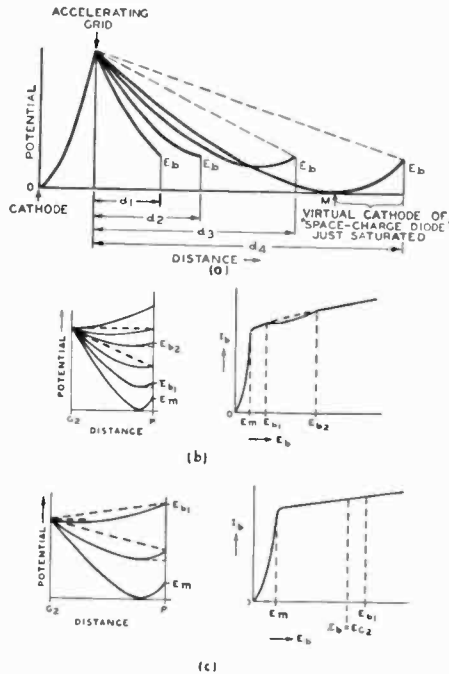 ACCELERATING
GRID
POTENTIAL
O
CATHODE
Eb
Eb
Eb
Eb
M
d1
d2
d3
d4
VIRTUAL CATHODE OF
"SPACE-CHARGE DIODE"
JUST SATURATED
DISTANCE
(a)
POTENTIAL
Eb2
Eb1
Em
G2
P
DISTANCE
Ib
O
Em
Eb1
Eb2
Eb
(b)
POTENTIAL
Eb1
Em
G2
P
DISTANCE
Ib
Em
Eb1
Eb=EG2
Eb
(c)